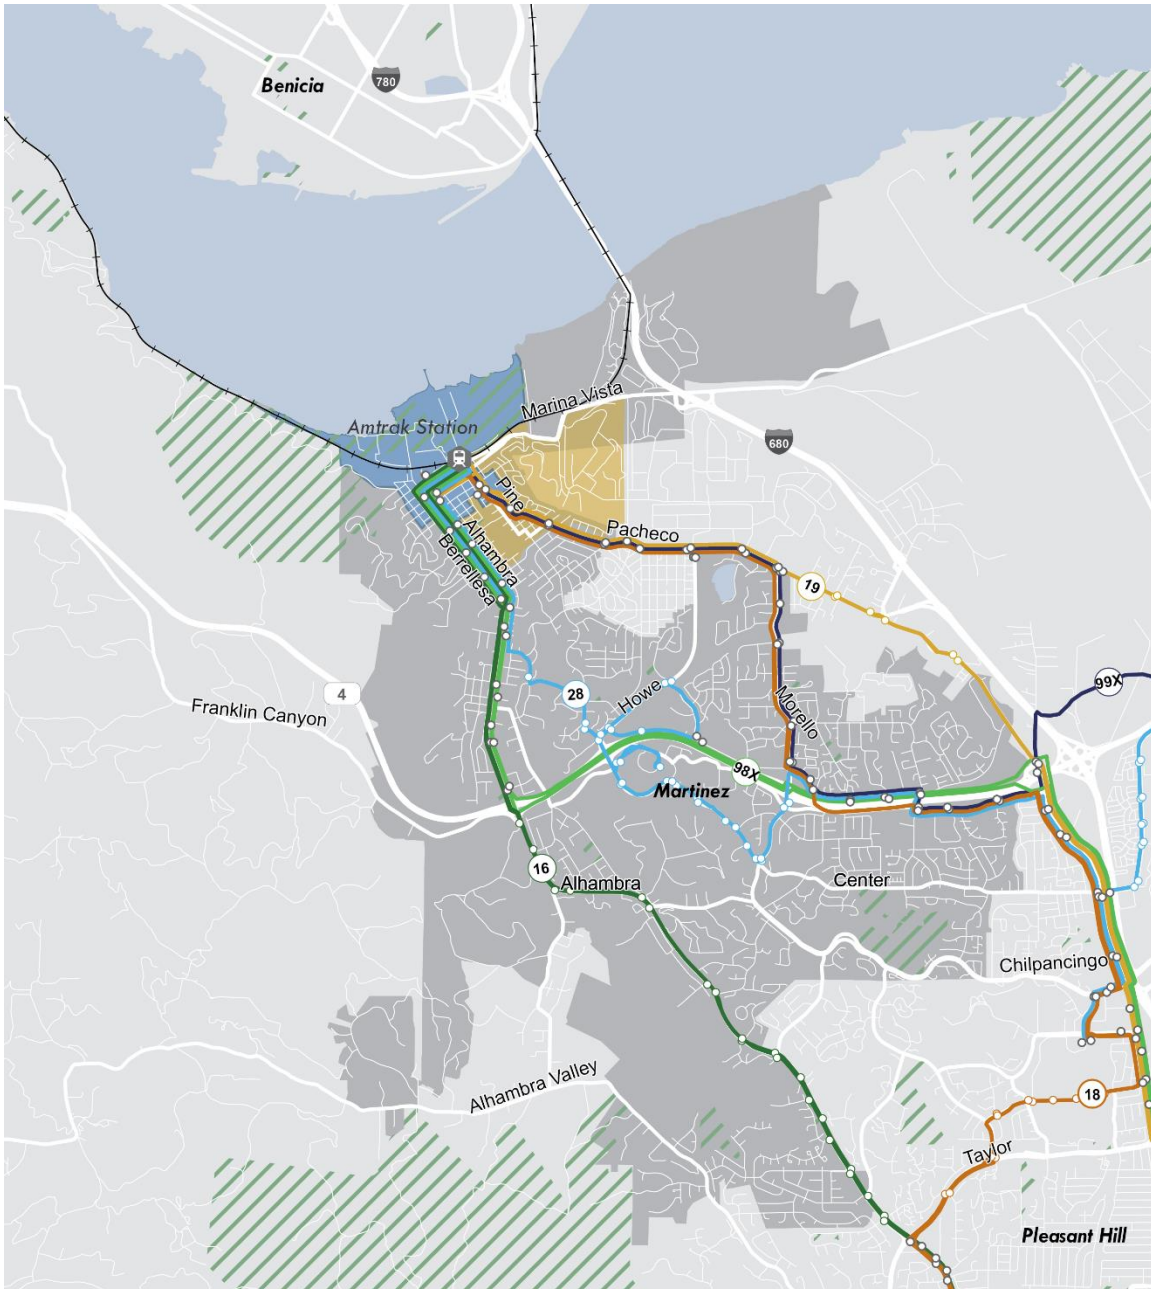 Benicia
780
Marina Vista
Amtrak Station
680
Pine
Pacheco
Alhambra
Berrellesa
19
99X
28
Howe
4
Franklin Canyon
Morello
98X
Martinez
16
Alhambra
Center
Chilpancingo
Alhambra Valley
18
Taylor
Pleasant Hill